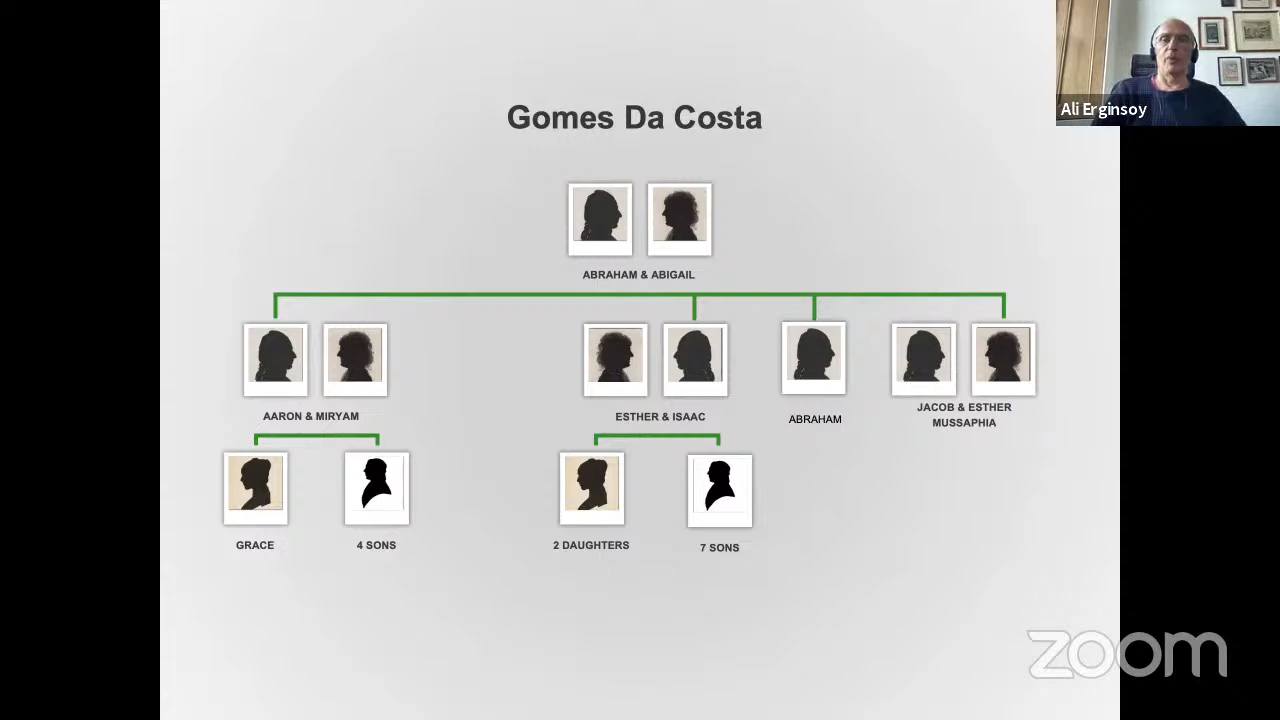 Gomes Da Costa
Ali Erginsoy
ABRAHAM & ABIGAIL
AARON & MIRYAM
ESTHER & ISAAC
ABRAHAM
JACOB & ESTHER
MUSSAPHIA
GRACE
4 SONS
2 DAUGHTERS
7 SONS
zoom